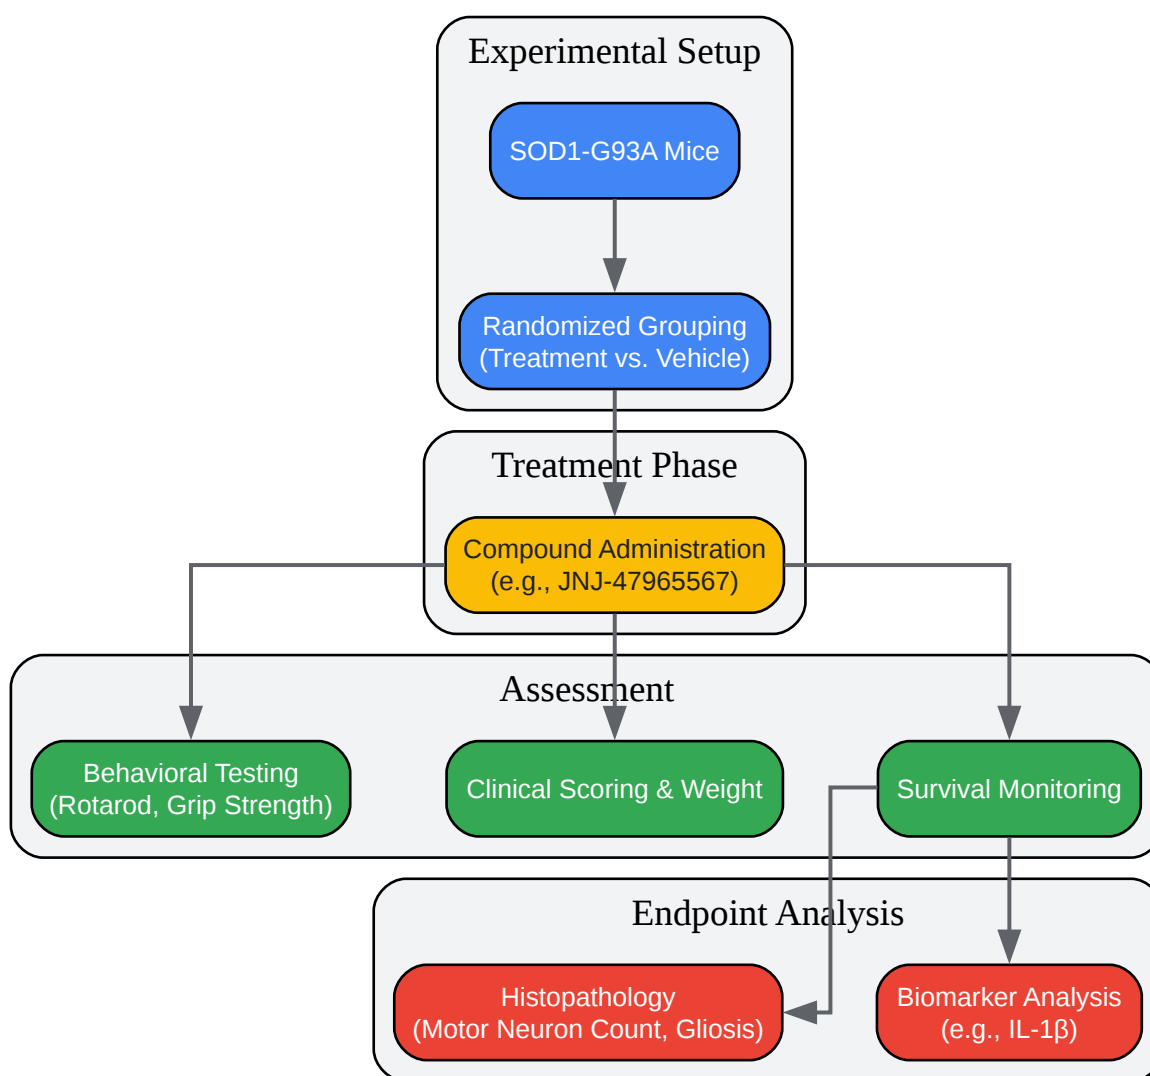 Experimental Setup
SOD1-G93A Mice
Randomized Grouping
(Treatment vs. Vehicle)
Treatment Phase
Compound Administration
(e.g., JNJ-47965567)
Assessment
Behavioral Testing
(Rotarod, Grip Strength)
Clinical Scoring & Weight
Survival Monitoring
Endpoint Analysis
Histopathology
(Motor Neuron Count, Gliosis)
Biomarker Analysis
(e.g., IL-1β)